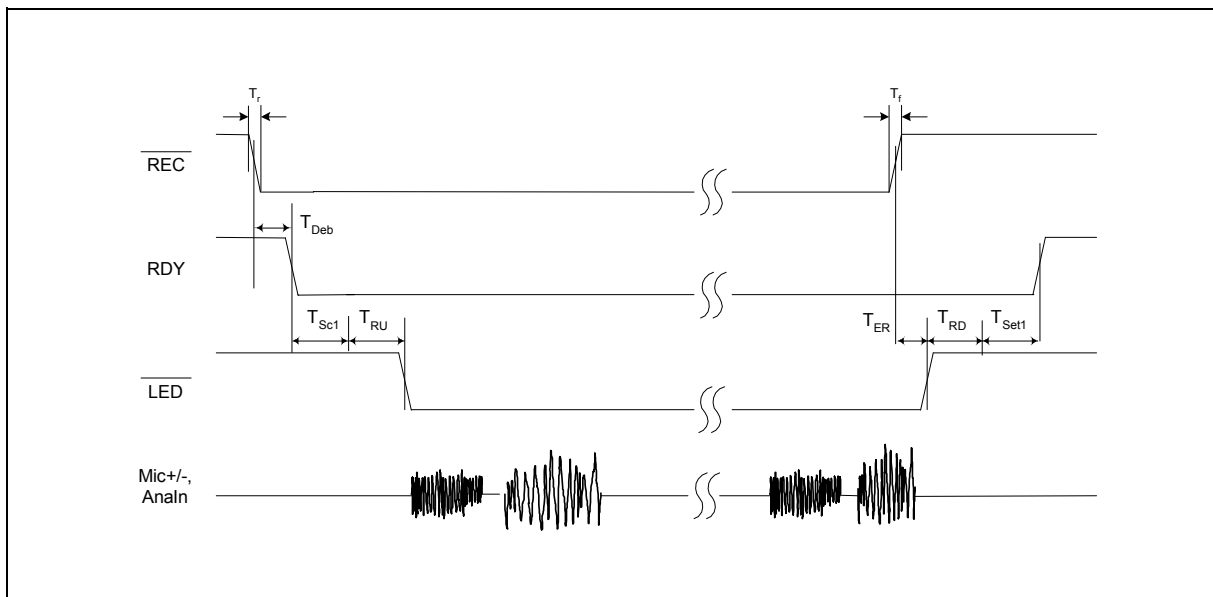 Tr
Tf
REC
TDeb
RDY
TSc1 TRU TER TRD TSet1
LED
Mic+/-,
AnaIn